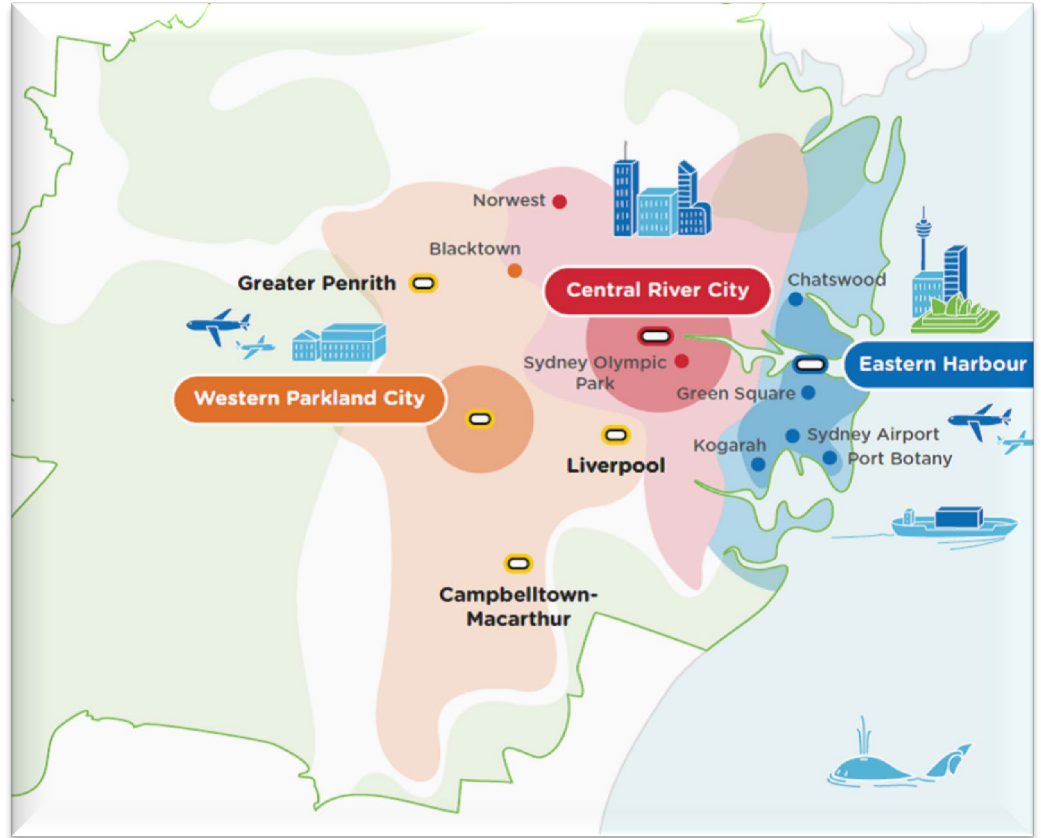 Norwest
Blacktown
Greater Penrith
Central River City
Chatswood
Sydney Olympic
Park
Eastern Harbour
Green Square
Western Parkland City
Kogarah
Sydney Airport
Port Botany
Liverpool
Campbelltown-
Macarthur